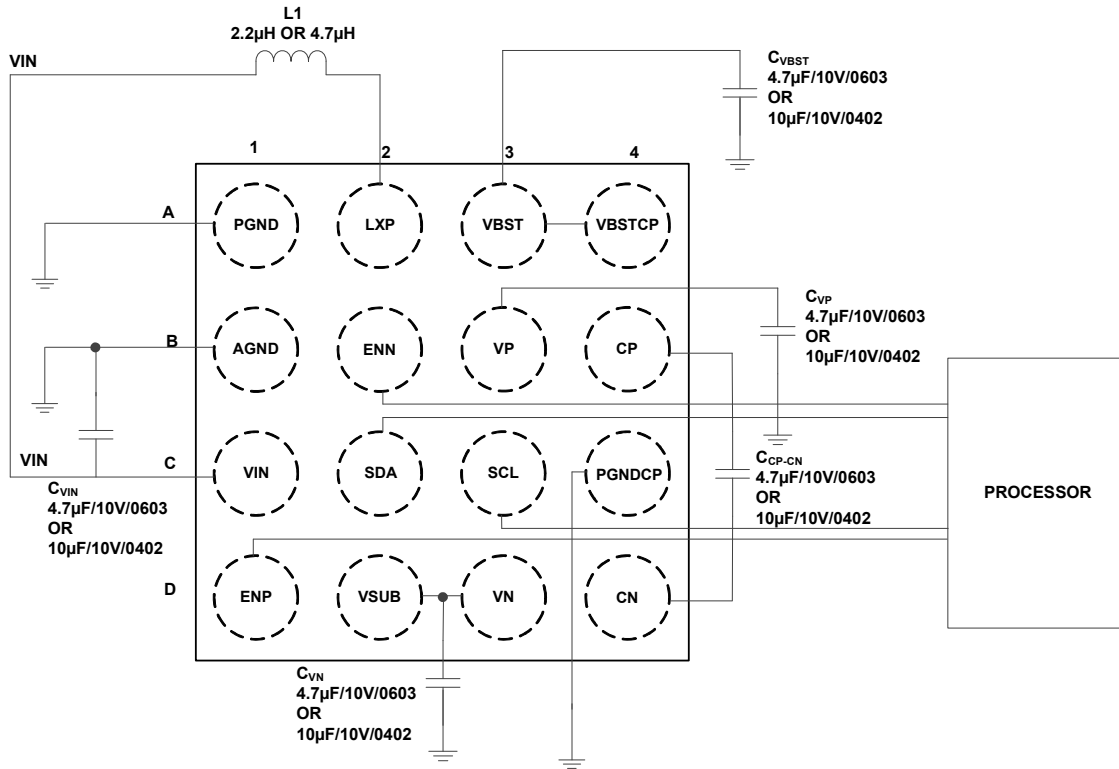 L1
2.2µH OR 4.7µH
VIN
CVBST
4.7µF/10V/0603
OR
10µF/10V/0402
1
2
3
4
A
PGND
LXP
VBST
VBSTCP
CVP
4.7µF/10V/0603
OR
10µF/10V/0402
B
AGND
ENN
VP
CP
VIN
C
VIN
SDA
SCL
PGNDCP
CCP-CN
4.7µF/10V/0603
OR
10µF/10V/0402
PROCESSOR
CVIN
4.7µF/10V/0603
OR
10µF/10V/0402
D
ENP
VSUB
VN
CN
CVN
4.7µF/10V/0603
OR
10µF/10V/0402